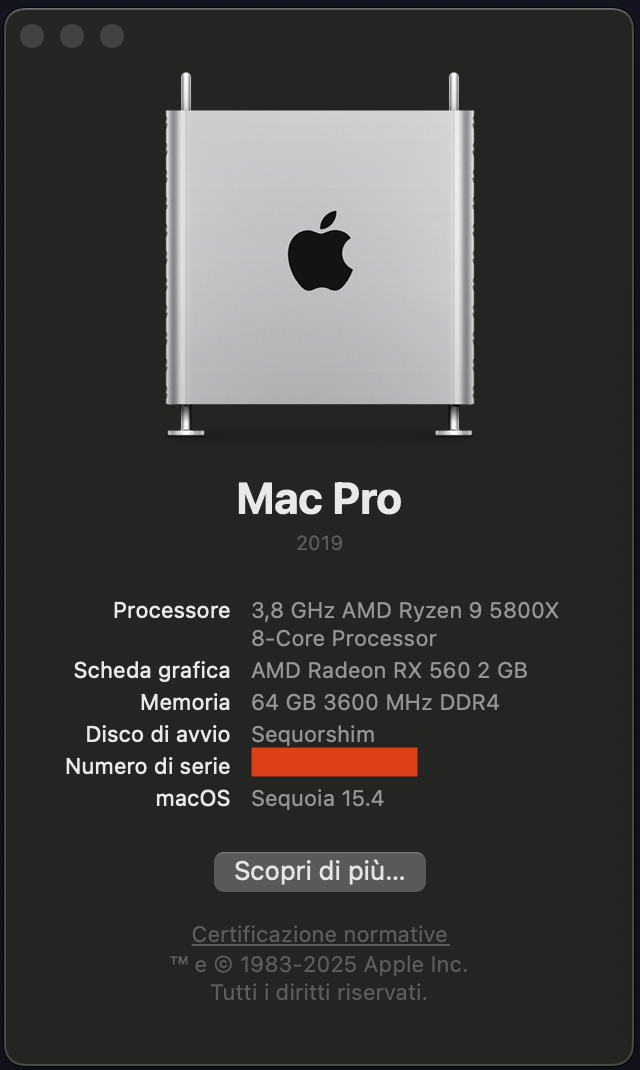 Mac Pro
2019
Processore 3,8 GHz AMD Ryzen 9 5800X
8-Core Processor
Scheda grafica AMD Radeon RX 560 2 GB
Memoria 64 GB 3600 MHz DDR4
Disco di avvio Sequorshim
Numero di serie
macOS Sequoia 15.4
Scopri di più...
Certificazione normative
™ e © 1983-2025 Apple Inc.
Tutti i diritti riservati.